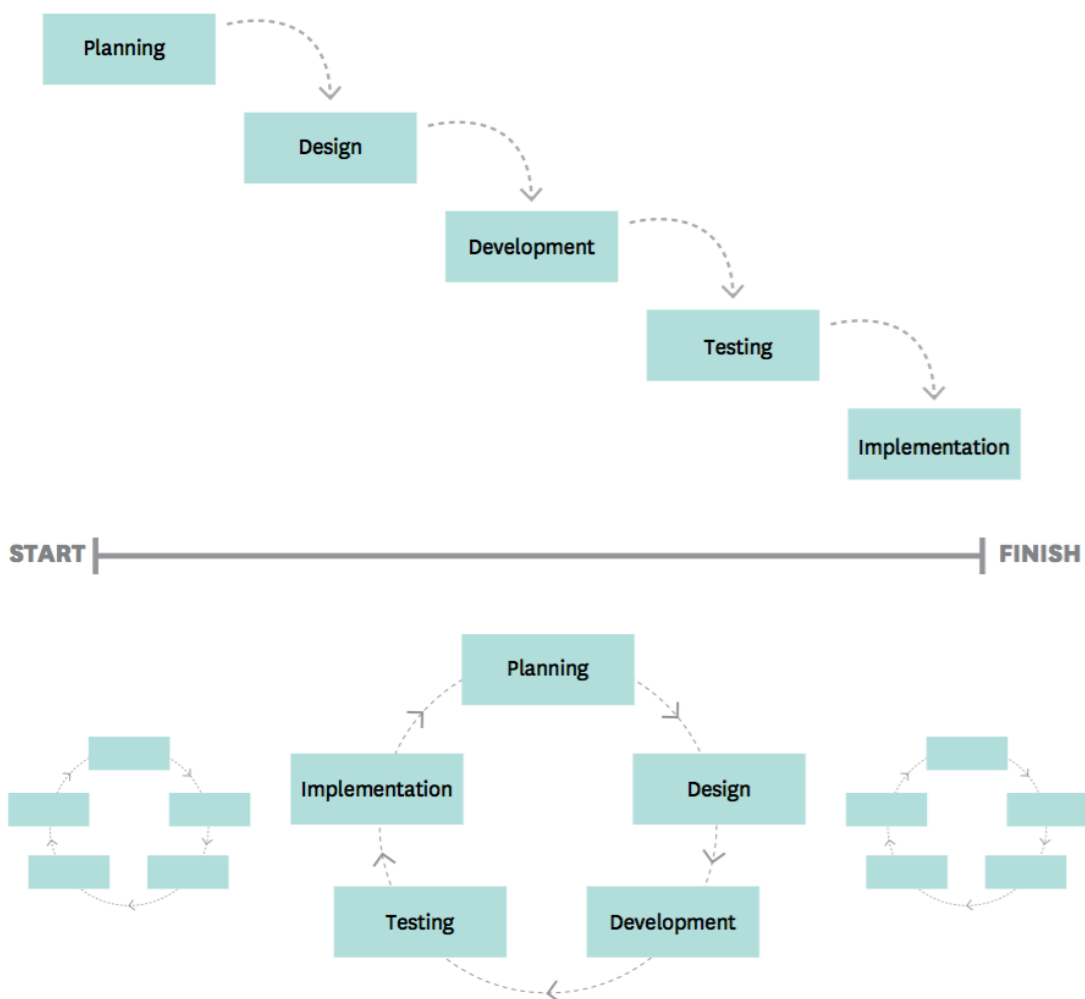 Planning
Design
Development
Testing
Implementation
START
FINISH
Planning
Implementation
Design
Testing
Development